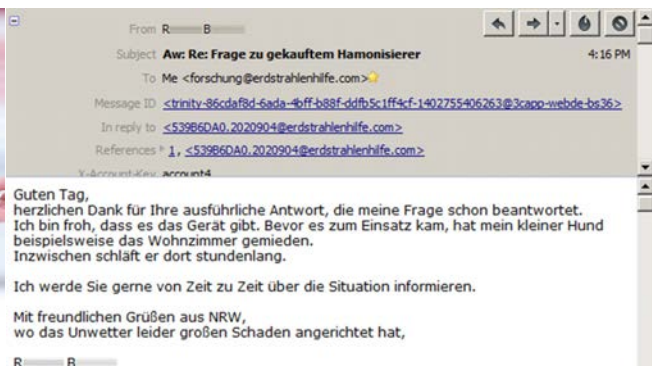 From R B
Subject Aw: Re: Frage zu gekauftem Hamonisierer 4:16 PM
To Me <forschung@erdstrahlenhilfe.com>
Message ID <trinity-86cdaf8d-6ada-4bff-b88f-ddfb5c1ff4cf-1402755406263@3capp-webde-bs36>
In reply to <539B6DA0.2020904@erdstrahlenhilfe.com>
References 1, <539B6DA0.2020904@erdstrahlenhilfe.com>
X-Account-Key account4
Guten Tag,
herzlichen Dank für Ihre ausführliche Antwort, die meine Frage schon beantwortet.
Ich bin froh, dass es das Gerät gibt. Bevor es zum Einsatz kam, hat mein kleiner Hund
beispielsweise das Wohnzimmer gemieden.
Inzwischen schläft er dort stundenlang.
Ich werde Sie gerne von Zeit zu Zeit über die Situation informieren.
Mit freundlichen Grüßen aus NRW,
wo das Unwetter leider großen Schaden angerichtet hat,
R B